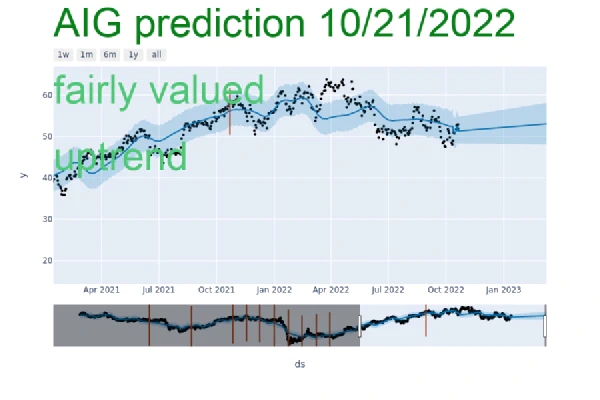 AIG prediction 10/21/2022
1w 1m 6m 1y all
fairly valued
uptrend
60
50
40
30
20
y
Apr 2021 Jul 2021 Oct 2021 Jan 2022 Apr 2022 Jul 2022 Oct 2022 Jan 2023
ds